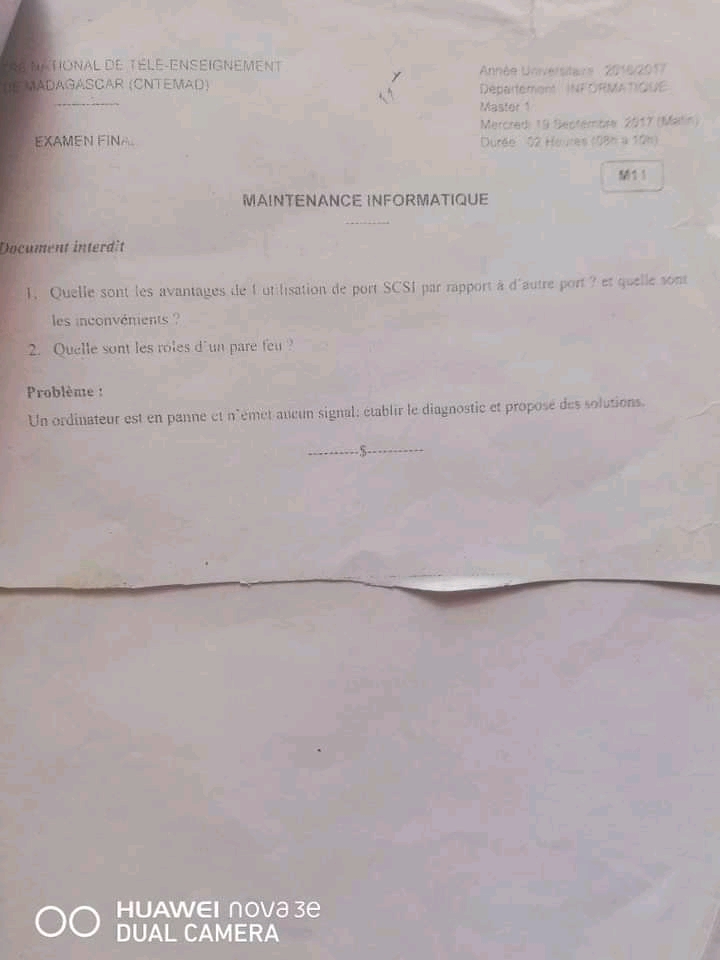 NATIONAL DE TELE-ENSEIGNEMENT
DE MADAGASCAR (CNTEMAD)
---------------
EXAMEN FINAL
Année Universitaire 2016/2017
Département INFORMATIQUE
Master 1
Mercredi 19 Septembre 2017 (Matin)
Durée 02 Heures (08h à 10h)
M11
MAINTENANCE INFORMATIQUE
----------
Document interdit
1. Quelle sont les avantages de l'utilisation de port SCSI par rapport à d'autre port ? et quelle sont
les inconvénients ?
2. Quelle sont les rôles d'un pare feu ?
Problème :
Un ordinateur est en panne et n'émet aucun signal; établir le diagnostic et proposé des solutions.
----------$-----------
HUAWEI nova 3e
DUAL CAMERA